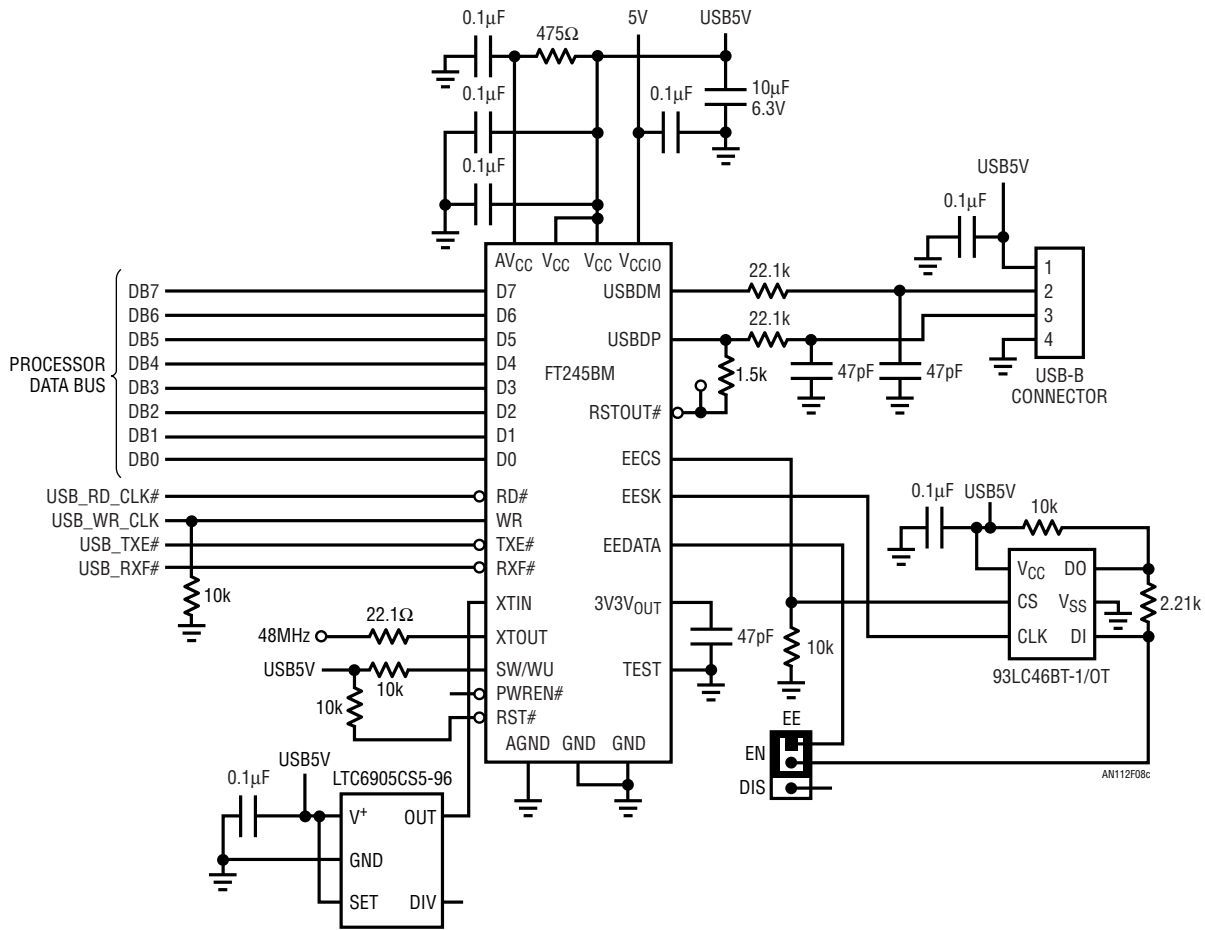 0.1µF
475Ω
5V
USB5V
0.1µF
0.1µF
10µF
6.3V
0.1µF
USB5V
0.1µF
AVCC VCC VCC VCCIO
PROCESSOR
DATA BUS
DB7
DB6
DB5
DB4
DB3
DB2
DB1
DB0
D7
D6
D5
D4
D3
D2
D1
D0
FT245BM
USBDM
22.1k
USBDP
22.1k
1.5k
47pF
47pF
RSTOUT#
1
2
3
4
USB-B
CONNECTOR
EECS
EESK
EEDATA
USB_RD_CLK#
USB_WR_CLK
USB_TXE#
USB_RXF#
10k
RD#
WR
TXE#
RXF#
XTIN
XTOUT
SW/WU
PWREN#
RST#
48MHz
22.1Ω
USB5V
10k
10k
3V3VOUT
47pF
TEST
10k
AGND GND GND
0.1µF
USB5V
10k
VCC DO
CS VSS
CLK DI
2.21k
93LC46BT-1/OT
EE
EN
DIS
AN112F08c
USB5V
0.1µF
LTC6905CS5-96
V+ OUT
GND
SET DIV